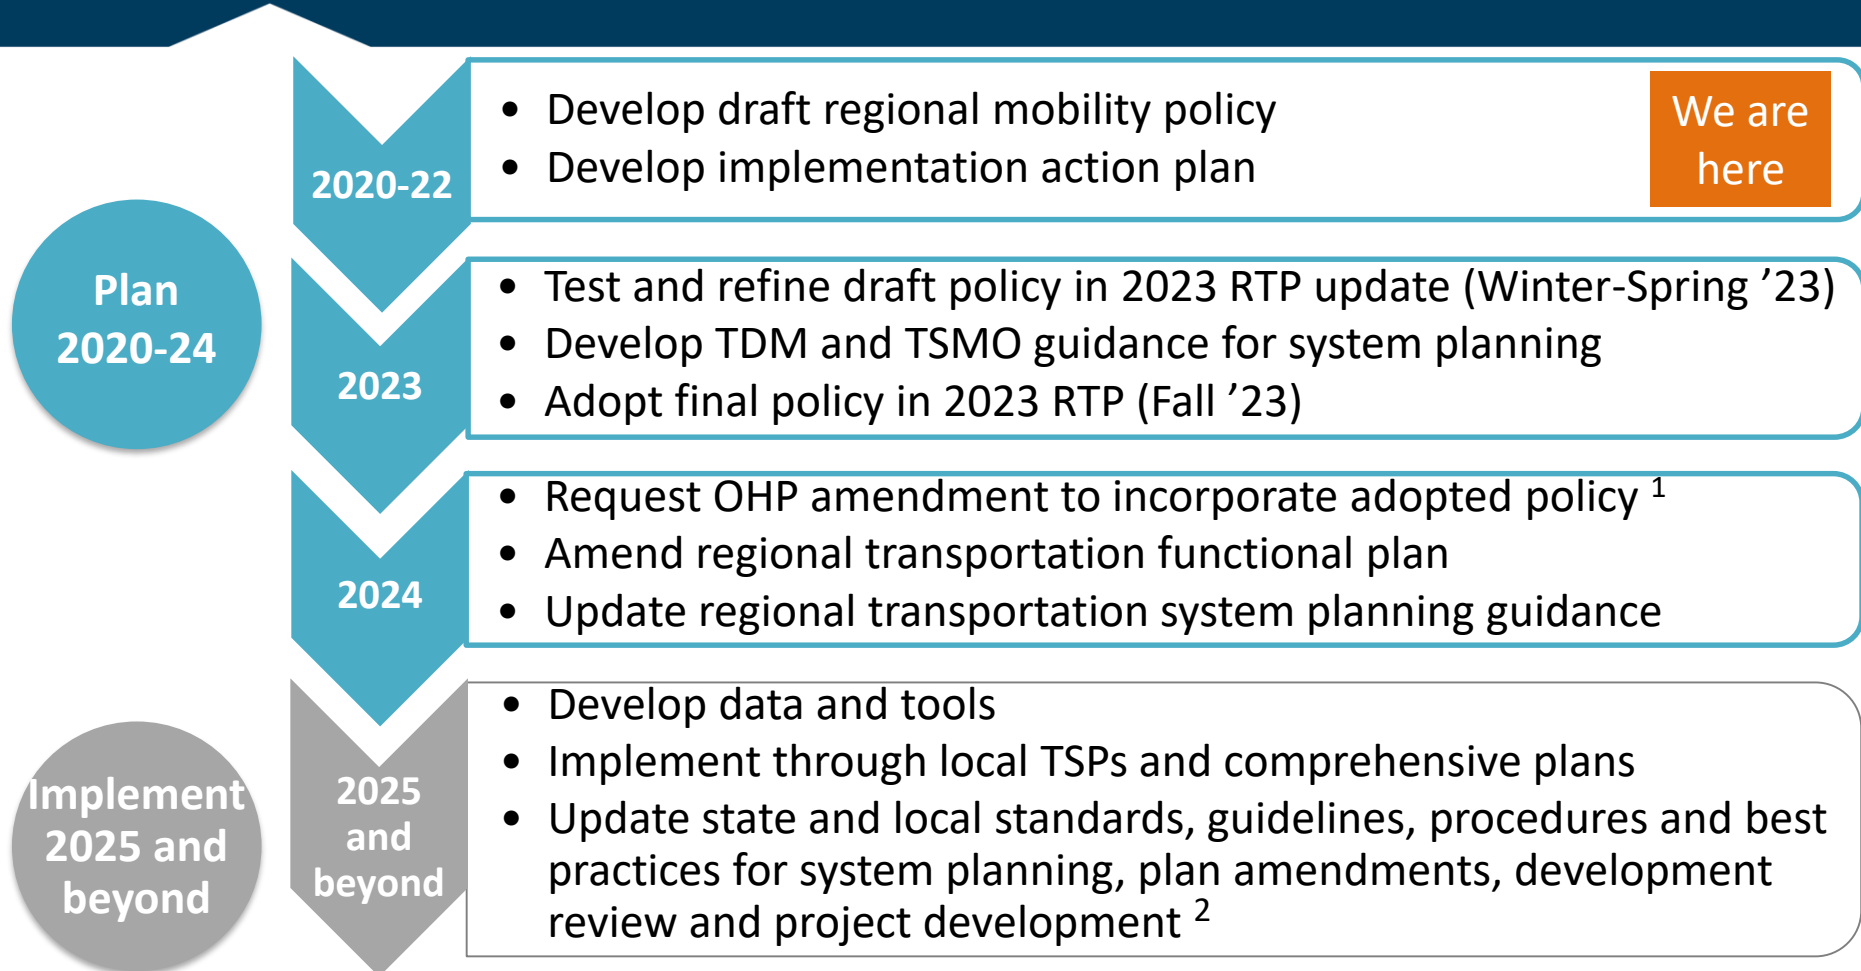 Plan
2020-24
2020-22
• Develop draft regional mobility policy
• Develop implementation action plan
We are
here
2023
• Test and refine draft policy in 2023 RTP update (Winter-Spring ’23)
• Develop TDM and TSMO guidance for system planning
• Adopt final policy in 2023 RTP (Fall ’23)
2024
• Request OHP amendment to incorporate adopted policy ¹
• Amend regional transportation functional plan
• Update regional transportation system planning guidance
Implement
2025 and
beyond
2025
and
beyond
• Develop data and tools
• Implement through local TSPs and comprehensive plans
• Update state and local standards, guidelines, procedures and best
practices for system planning, plan amendments, development
review and project development ²